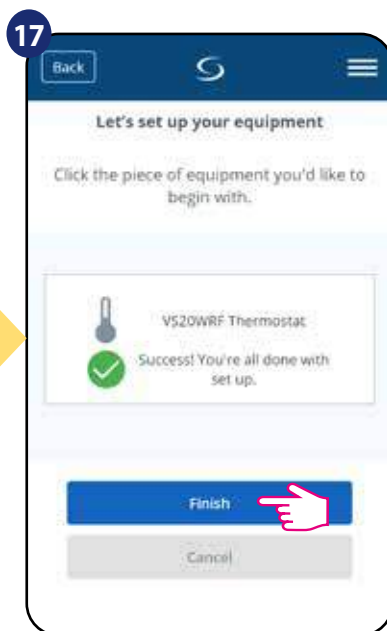 17
Back
Let's set up your equipment
Click the piece of equipment you'd like to
begin with.
VS20WRF Thermostat
Success! You're all done with
set up.
Finish
Cancel